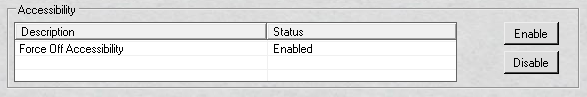 Accessibility
Description Status Enable
Force Off Accessibility Enabled
Disable